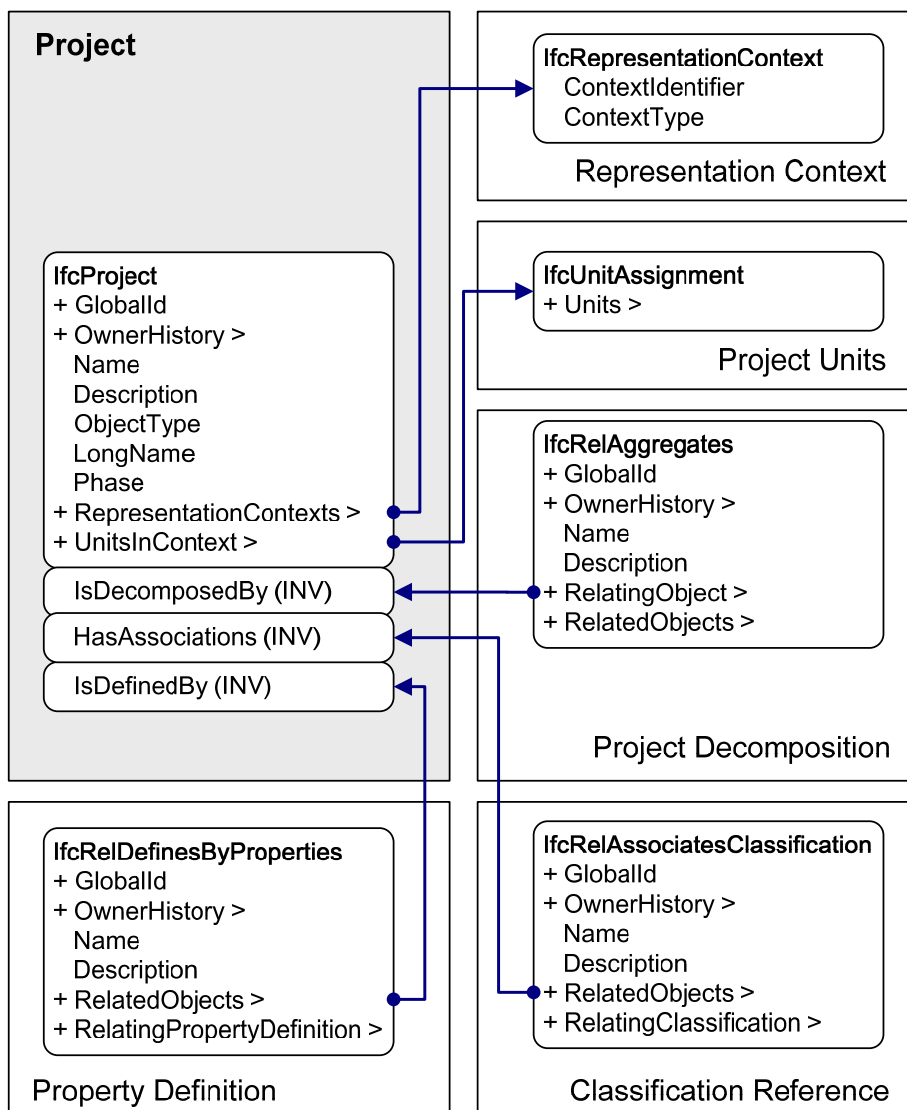 Project
IfcProject
+ GlobalId
+ OwnerHistory >
Name
Description
ObjectType
LongName
Phase
+ RepresentationContexts >
+ UnitsInContext >
IsDecomposedBy (INV)
HasAssociations (INV)
IsDefinedBy (INV)
IfcRepresentationContext
ContextIdentifier
ContextType
Representation Context
IfcUnitAssignment
+ Units >
Project Units
IfcRelAggregates
+ GlobalId
+ OwnerHistory >
Name
Description
+ RelatingObject >
+ RelatedObjects >
Project Decomposition
IfcRelDefinesByProperties
+ GlobalId
+ OwnerHistory >
Name
Description
+ RelatedObjects >
+ RelatingPropertyDefinition >
Property Definition
IfcRelAssociatesClassification
+ GlobalId
+ OwnerHistory >
Name
Description
+ RelatedObjects >
+ RelatingClassification >
Classification Reference